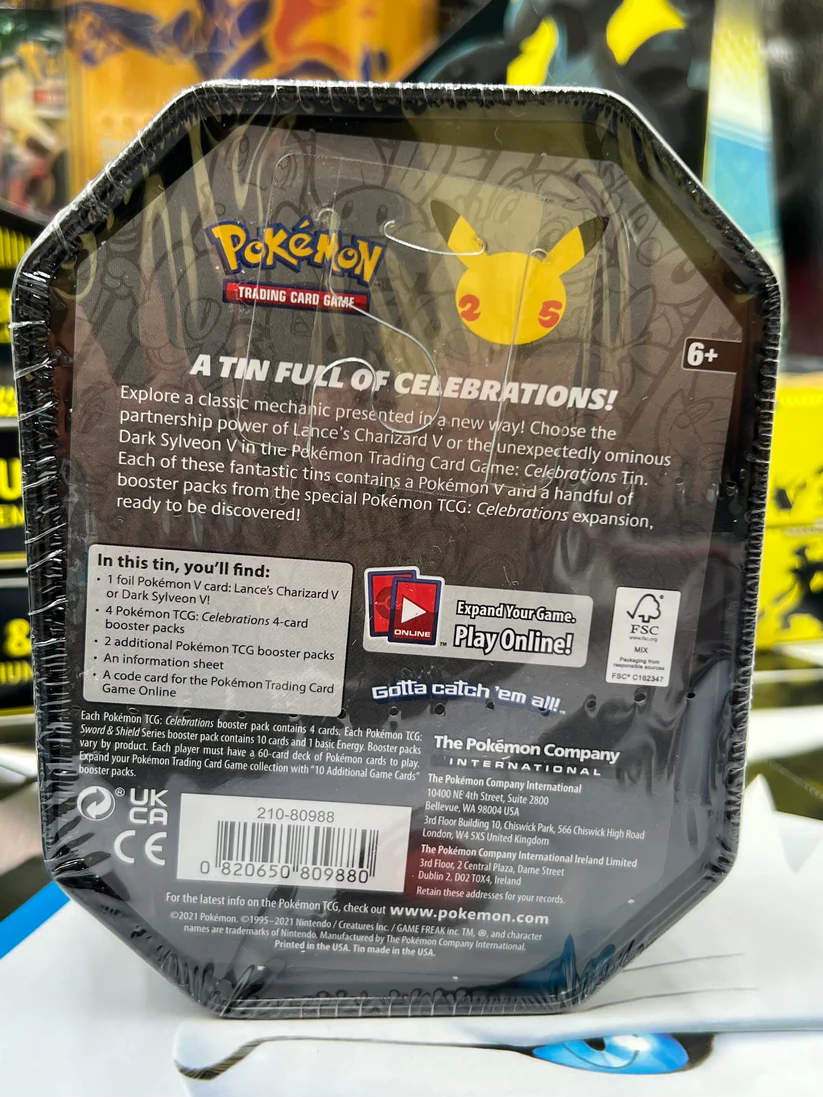 POKéMON
TRADING CARD GAME
25
6+
A TIN FULL OF CELEBRATIONS!
Explore a classic mechanic presented in a new way! Choose the
partnership power of Lance's Charizard V or the unexpectedly ominous
Dark Sylveon V in the Pokémon Trading Card Game: Celebrations Tin.
Each of these fantastic tins contains a Pokémon V and a handful of
booster packs from the special Pokémon TCG: Celebrations expansion,
ready to be discovered!
In this tin, you'll find:
• 1 foil Pokémon V card: Lance's Charizard V
or Dark Sylveon V!
• 4 Pokémon TCG: Celebrations 4-card
booster packs
• 2 additional Pokémon TCG booster packs
• An information sheet
• A code card for the Pokémon Trading Card
Game Online
ONLINE
™
Expand Your Game.
Play Online!
FSC
www.fsc.org
MIX
Packaging from
responsible sources
FSC® C182347
Gotta catch 'em all!™
Each Pokémon TCG: Celebrations booster pack contains 4 cards. Each Pokémon TCG:
Sword & Shield Series booster pack contains 10 cards and 1 basic Energy. Booster packs
vary by product. Each player must have a 60-card deck of Pokémon cards to play.
Expand your Pokémon Trading Card Game collection with "10 Additional Game Cards"
booster packs.
The Pokémon Company
INTERNATIONAL
The Pokémon Company International
10400 NE 4th Street, Suite 2800
Bellevue, WA 98004 USA
3rd Floor Building 10, Chiswick Park, 566 Chiswick High Road
London, W4 5XS United Kingdom
The Pokémon Company International Ireland Limited
3rd Floor, 2 Central Plaza, Dame Street
Dublin 2, D02 T0X4, Ireland
Retain these addresses for your records.
®
UK
CA
CE
210-80988
0 820650 809880
For the latest info on the Pokémon TCG, check out www.pokemon.com
©2021 Pokémon. ©1995–2021 Nintendo / Creatures Inc. / GAME FREAK inc. TM, ®, and character
names are trademarks of Nintendo. Manufactured by The Pokémon Company International.
Printed in the USA. Tin made in the USA.